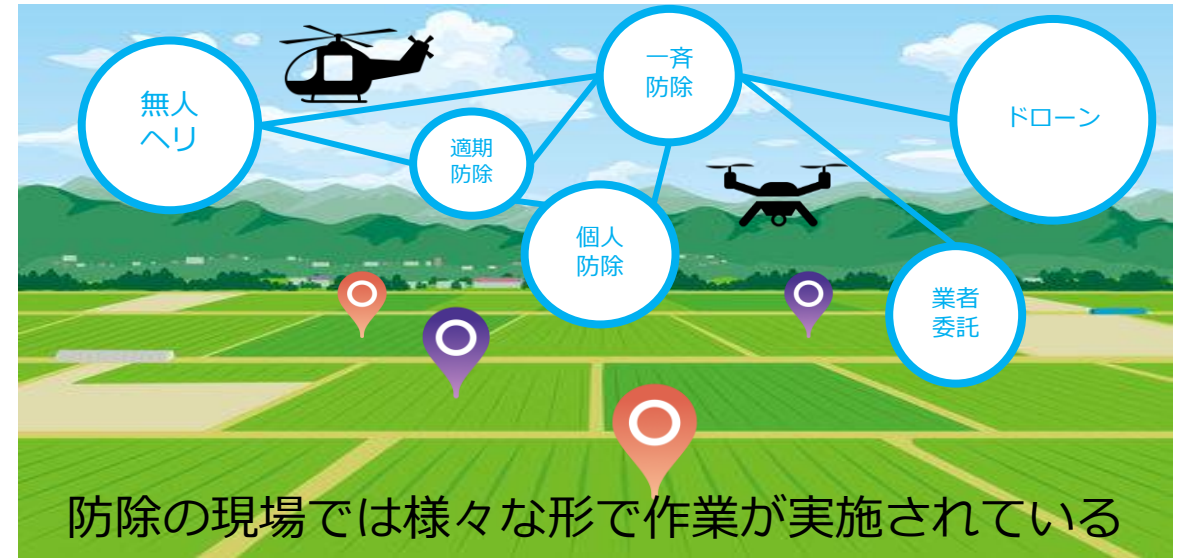 無人
ヘリ
適期
防除
一斉
防除
個人
防除
ドローン
業者
委託
防除の現場では様々な形で作業が実施されている